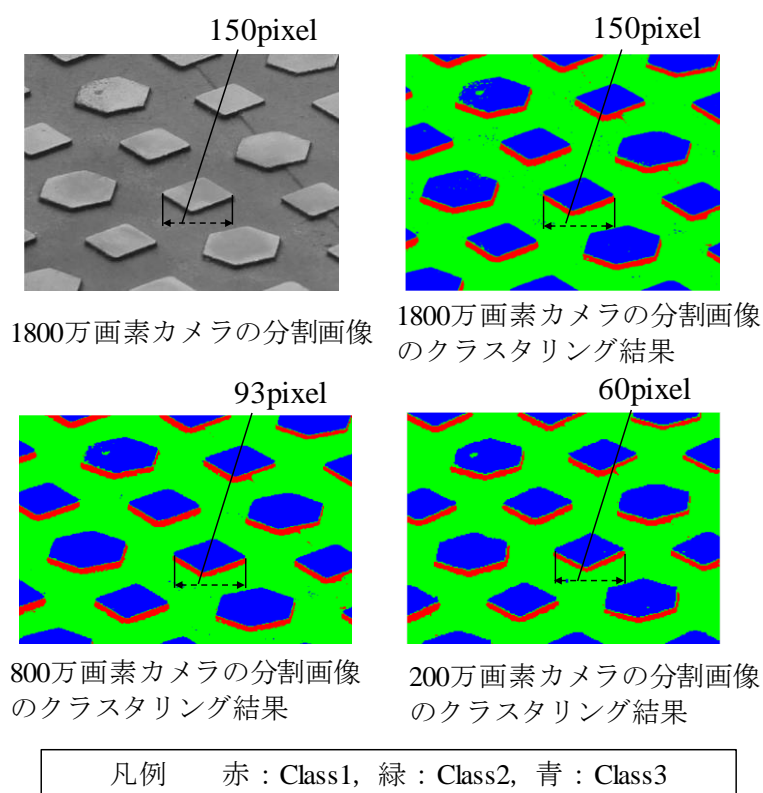 150pixel
150pixel
1800万画素カメラの分割画像
1800万画素カメラの分割画像
のクラスタリング結果
93pixel
60pixel
800万画素カメラの分割画像
のクラスタリング結果
200万画素カメラの分割画像
のクラスタリング結果
凡例 赤：Class1, 緑：Class2, 青：Class3